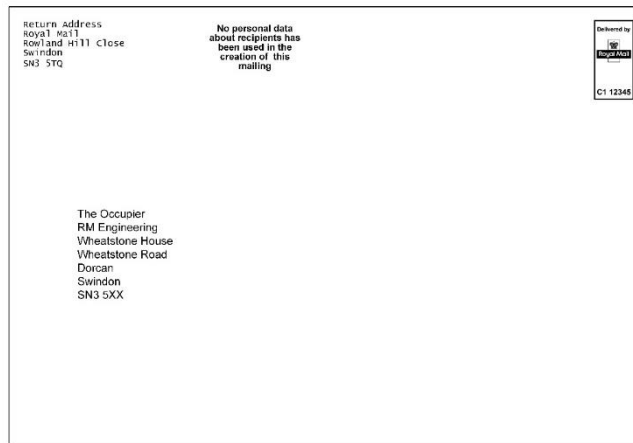 Return Address
Royal Mail
Rowland Hill Close
Swindon
SN3 5TQ
No personal data
about recipients has
been used in the
creation of this
mailing
Delivered by
Royal Mail
C1 12345
The Occupier
RM Engineering
Wheatstone House
Wheatstone Road
Dorcan
Swindon
SN3 5XX